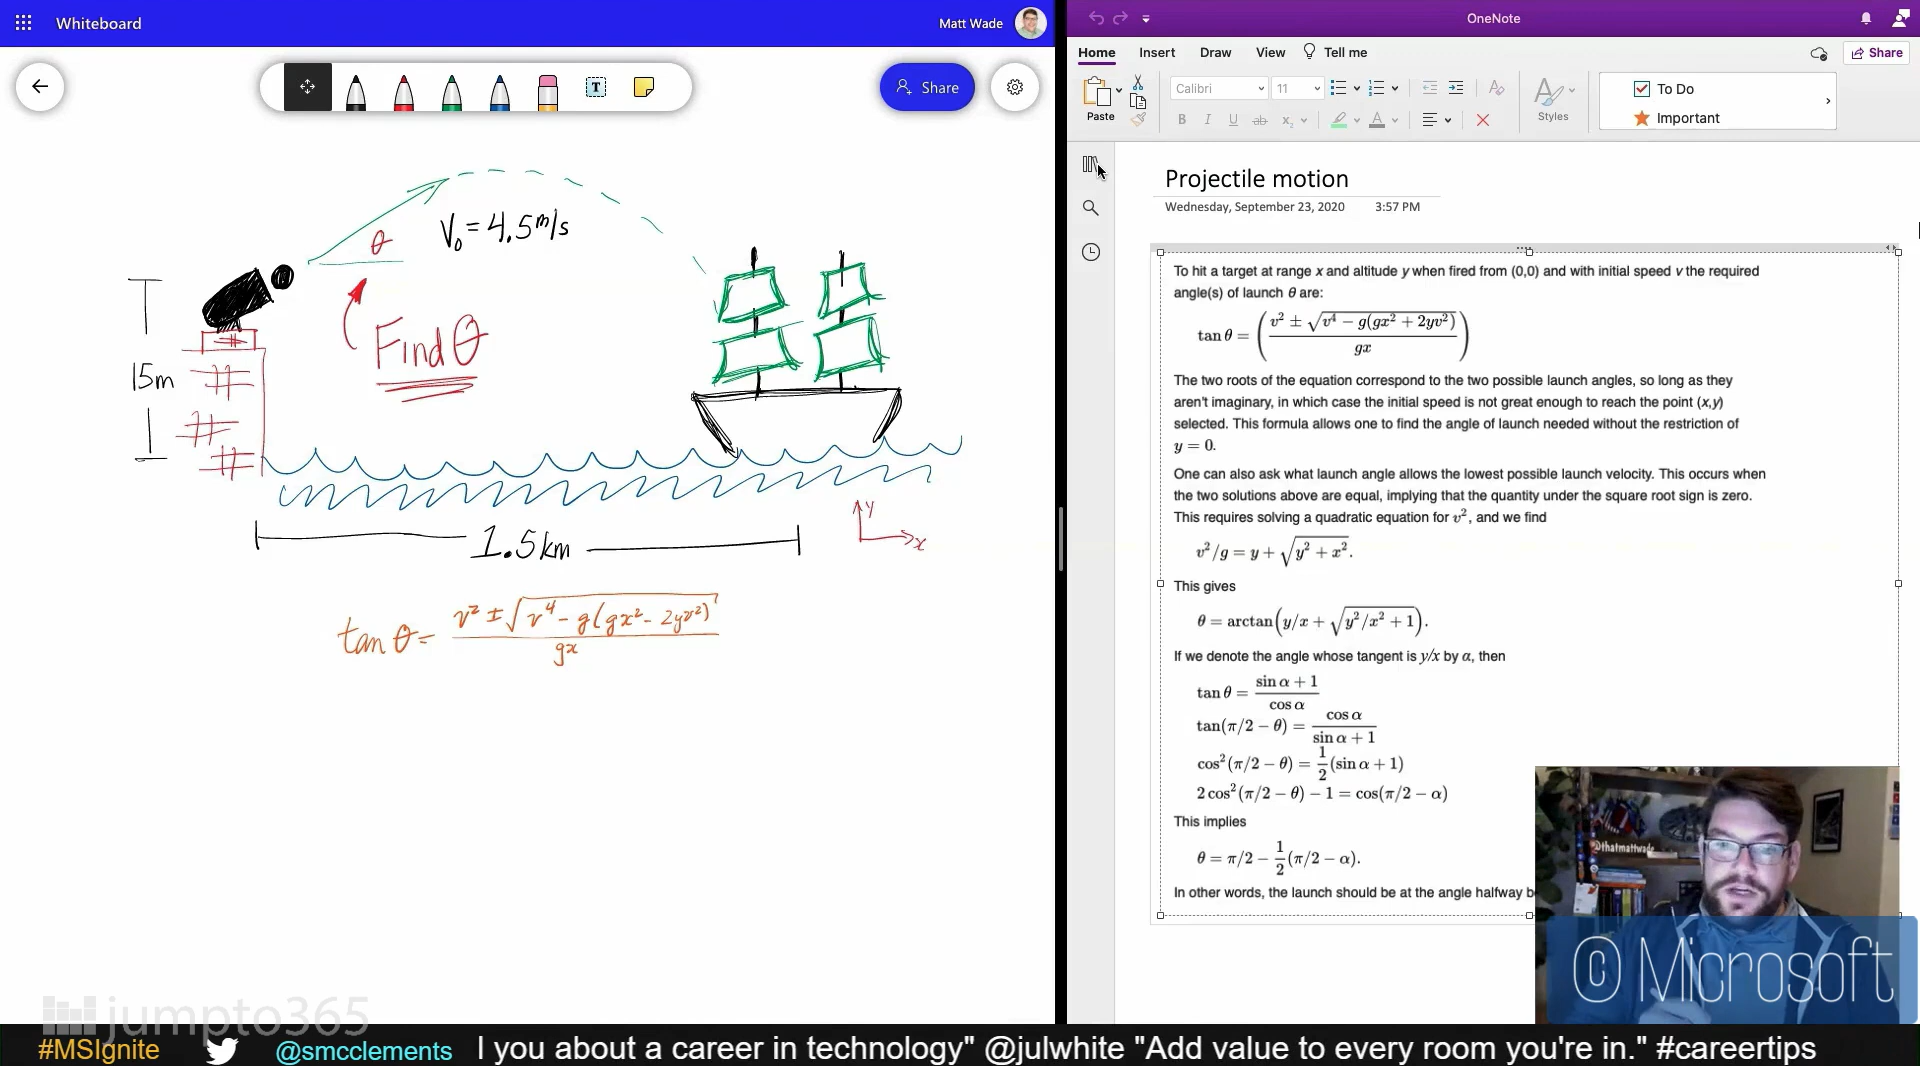 Whiteboard
Matt Wade
Share
T
V₀ = 4.5 m/s
θ
Find θ
15m
1.5km
y
x
tan θ = v² ± √v⁴ - g(gx² - 2yv²) / gx
OneNote
Home Insert Draw View Tell me
Share
Paste
Calibri 11
B I U ab x₂ A
Styles
To Do
Important
Projectile motion
Wednesday, September 23, 2020 3:57 PM
To hit a target at range x and altitude y when fired from (0,0) and with initial speed v the required
angle(s) of launch θ are:
tan θ = (v² ± √v⁴ − g(gx² + 2yv²) / gx)
The two roots of the equation correspond to the two possible launch angles, so long as they
aren't imaginary, in which case the initial speed is not great enough to reach the point (x,y)
selected. This formula allows one to find the angle of launch needed without the restriction of
y = 0.
One can also ask what launch angle allows the lowest possible launch velocity. This occurs when
the two solutions above are equal, implying that the quantity under the square root sign is zero.
This requires solving a quadratic equation for v², and we find
v²/g = y + √y² + x².
This gives
θ = arctan(y/x + √y²/x² + 1).
If we denote the angle whose tangent is y/x by α, then
tan θ = sin α + 1 / cos α
tan(π/2 − θ) = cos α / sin α + 1
cos²(π/2 − θ) = 1/2 (sin α + 1)
2 cos²(π/2 − θ) − 1 = cos(π/2 − α)
This implies
θ = π/2 − 1/2 (π/2 − α).
In other words, the launch should be at the angle halfway b
@thatmattwade
© Microsoft
jumpto365
#MSIgnite @smcclements I you about a career in technology" @julwhite "Add value to every room you're in." #careertips